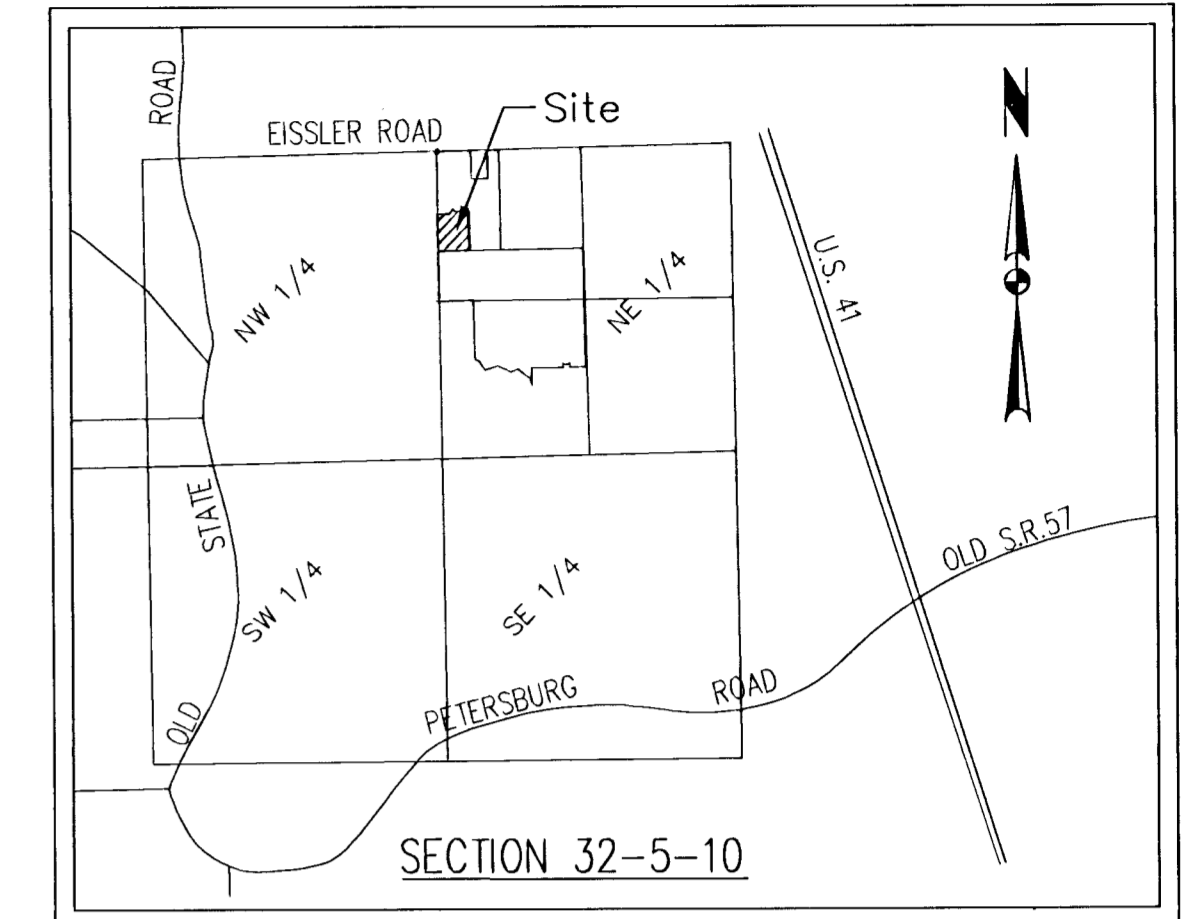 ROAD
EISSLER ROAD
Site
N
NW 1/4
NE 1/4
U.S. 41
STATE
OLD
SW 1/4
SE 1/4
OLD S.R.57
PETERSBURG
ROAD
SECTION 32-5-10